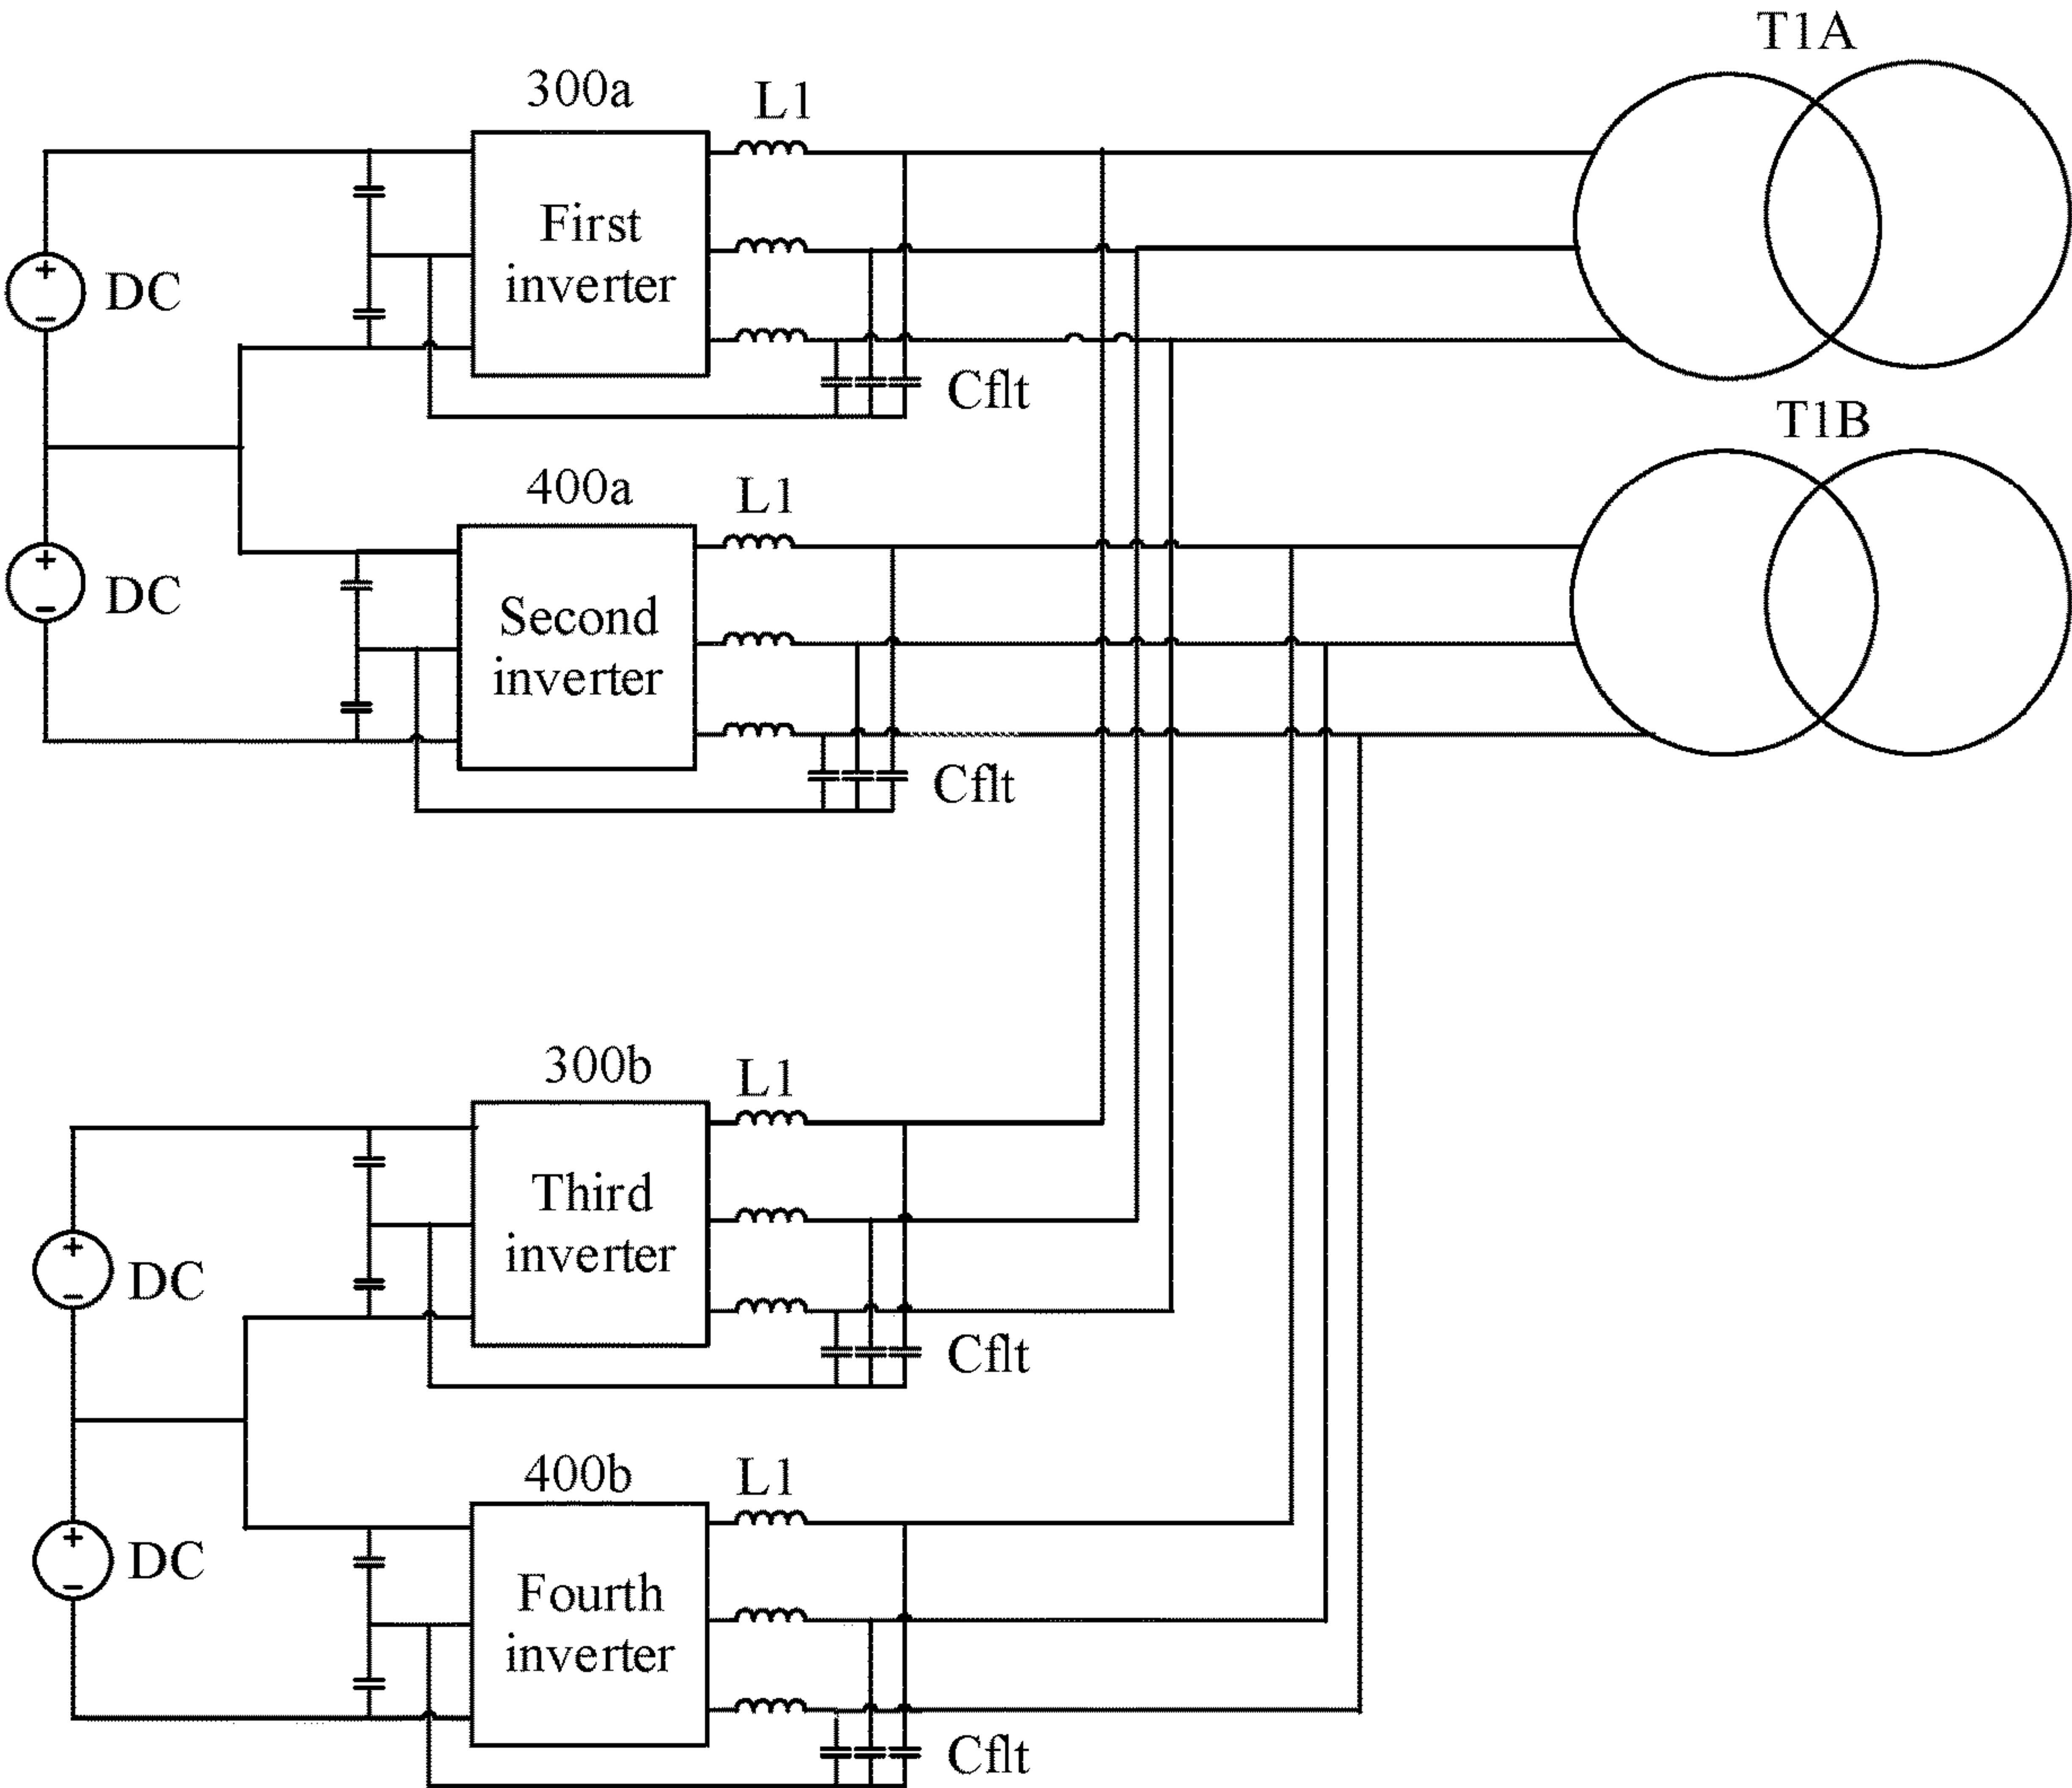 T1A
300a
L1
First
inverter
DC
Cflt
T1B
400a
L1
DC
Second
inverter
Cflt
300b
L1
Third
inverter
DC
Cflt
400b
L1
DC
Fourth
inverter
Cflt